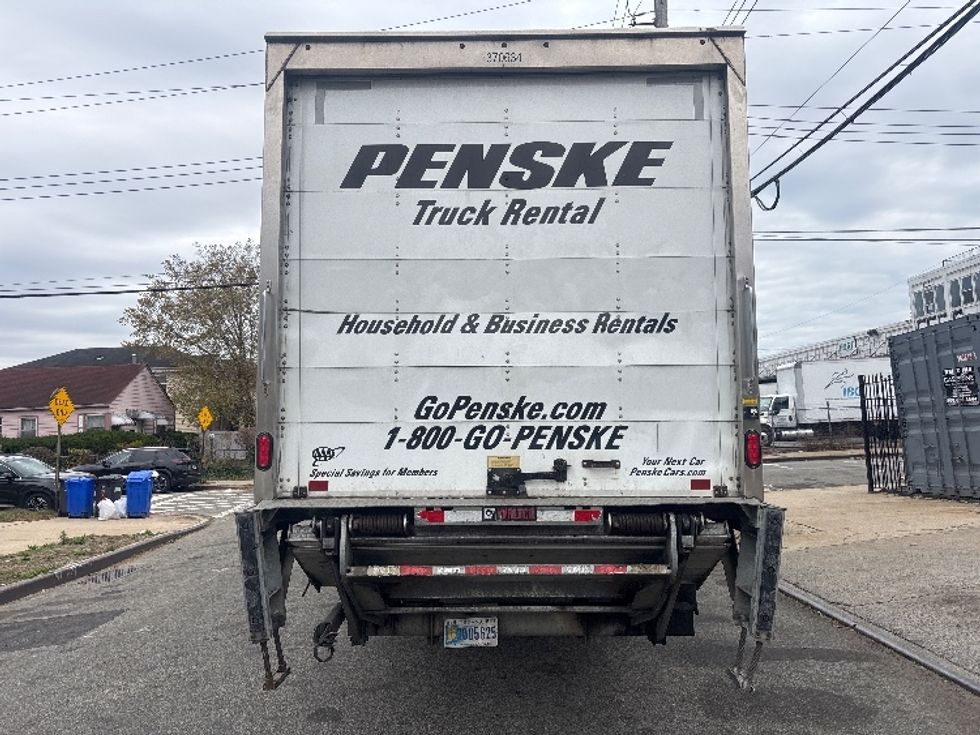 370634
PENSKE
Truck Rental
Household & Business Rentals
GoPenske.com
1-800-GO-PENSKE
Special Savings for Members
Your Next Car
PenskeCars.com